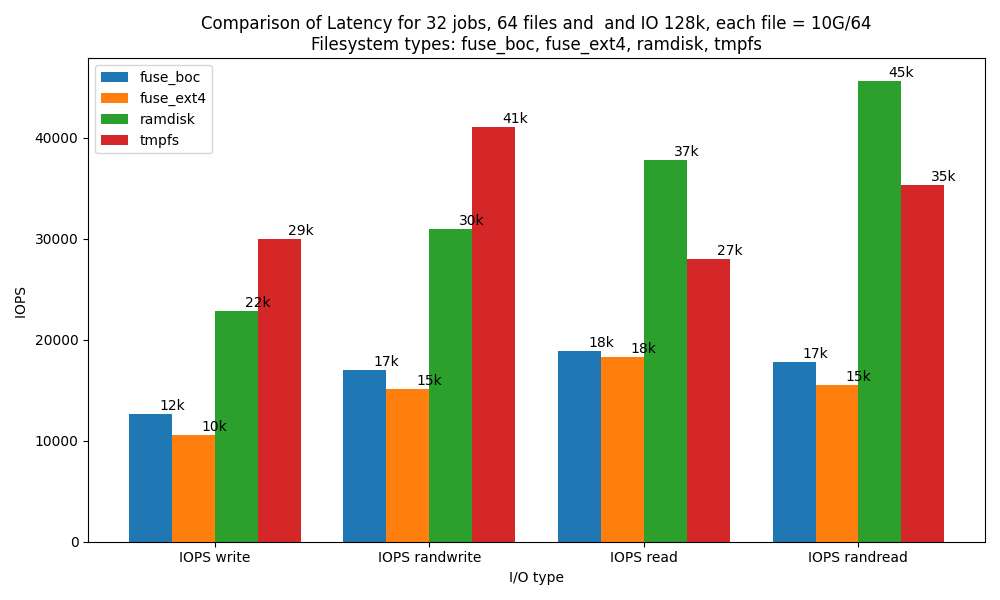 Comparison of Latency for 32 jobs, 64 files and  and IO 128k, each file = 10G/64
Filesystem types: fuse_boc, fuse_ext4, ramdisk, tmpfs
fuse_boc
fuse_ext4
ramdisk
tmpfs
IOPS
40000
30000
20000
10000
0
12k
10k
22k
29k
17k
15k
30k
41k
18k
18k
37k
27k
17k
15k
45k
35k
IOPS write
IOPS randwrite
IOPS read
IOPS randread
I/O type